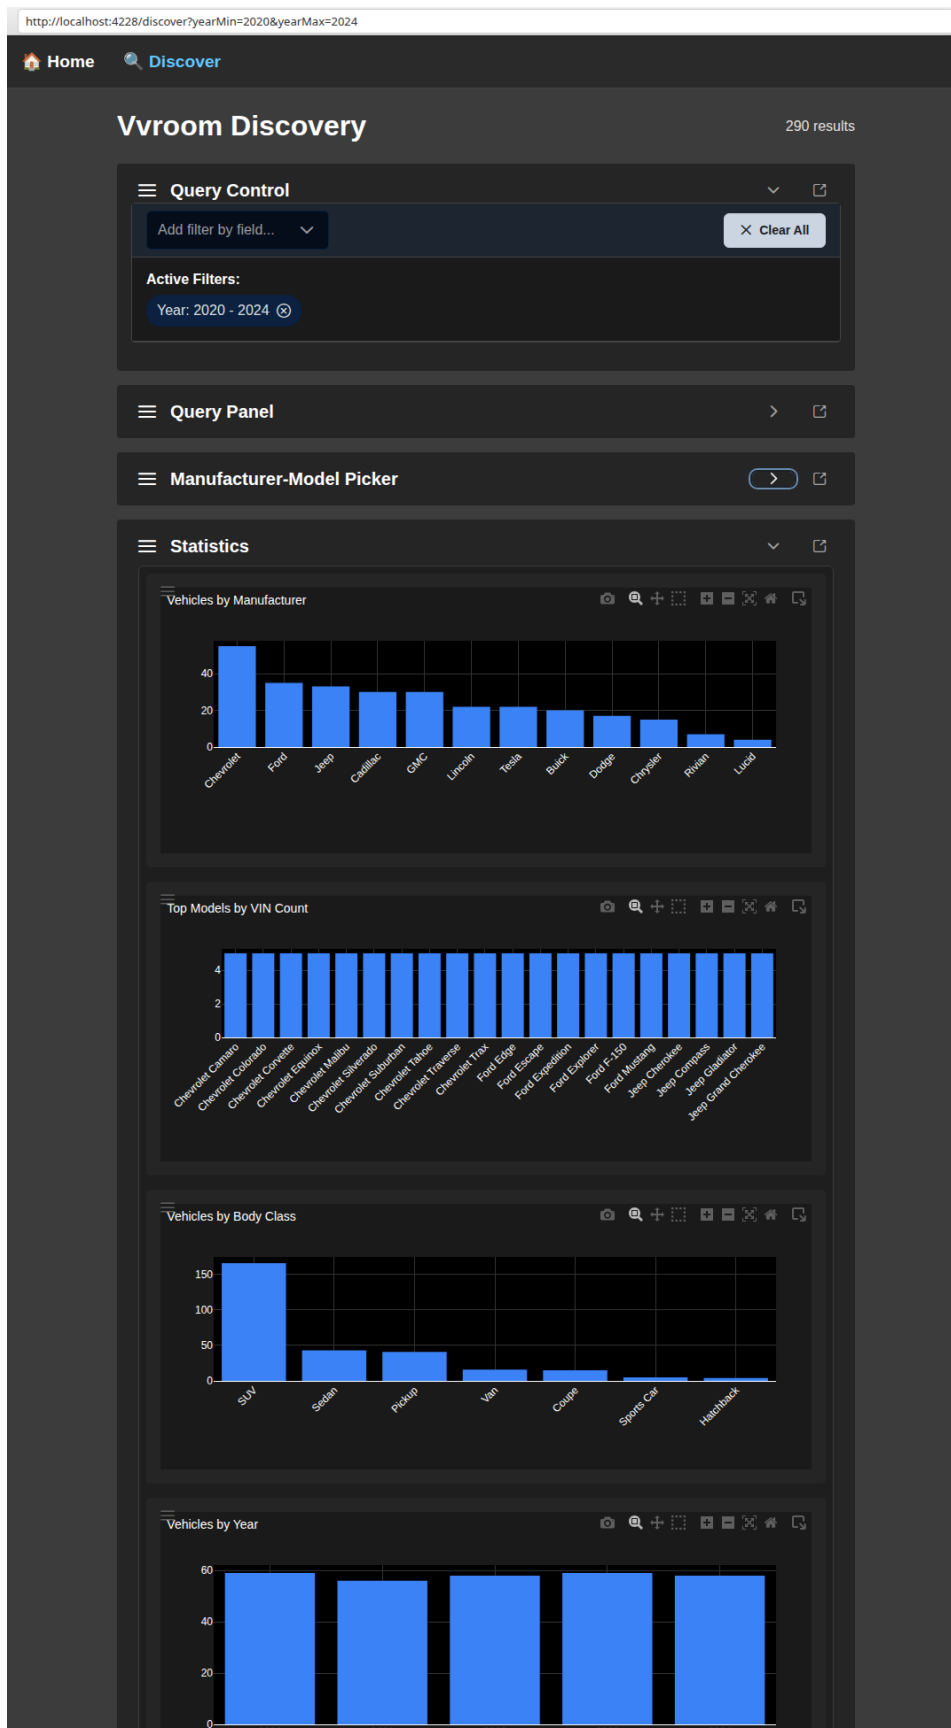 http://localhost:4228/discover?yearMin=2020&yearMax=2024
Home Discover
Vvroom Discovery
290 results
Query Control
Add filter by field...
Clear All
Active Filters:
Year: 2020 - 2024
Query Panel
Manufacturer-Model Picker
Statistics
Vehicles by Manufacturer
40
20
0
Chevrolet Ford Jeep Cadillac GMC Lincoln Tesla Buick Dodge Chrysler Rivian Lucid
Top Models by VIN Count
4
2
0
Chevrolet Camaro Chevrolet Colorado Chevrolet Corvette Chevrolet Equinox Chevrolet Malibu Chevrolet Silverado Chevrolet Suburban Chevrolet Tahoe Chevrolet Traverse Chevrolet Trax Ford Edge Ford Escape Ford Expedition Ford Explorer Ford F-150 Ford Mustang Jeep Cherokee Jeep Compass Jeep Gladiator Jeep Grand Cherokee
Vehicles by Body Class
150
100
50
0
SUV Sedan Pickup Van Coupe Sports Car Hatchback
Vehicles by Year
60
40
20
0